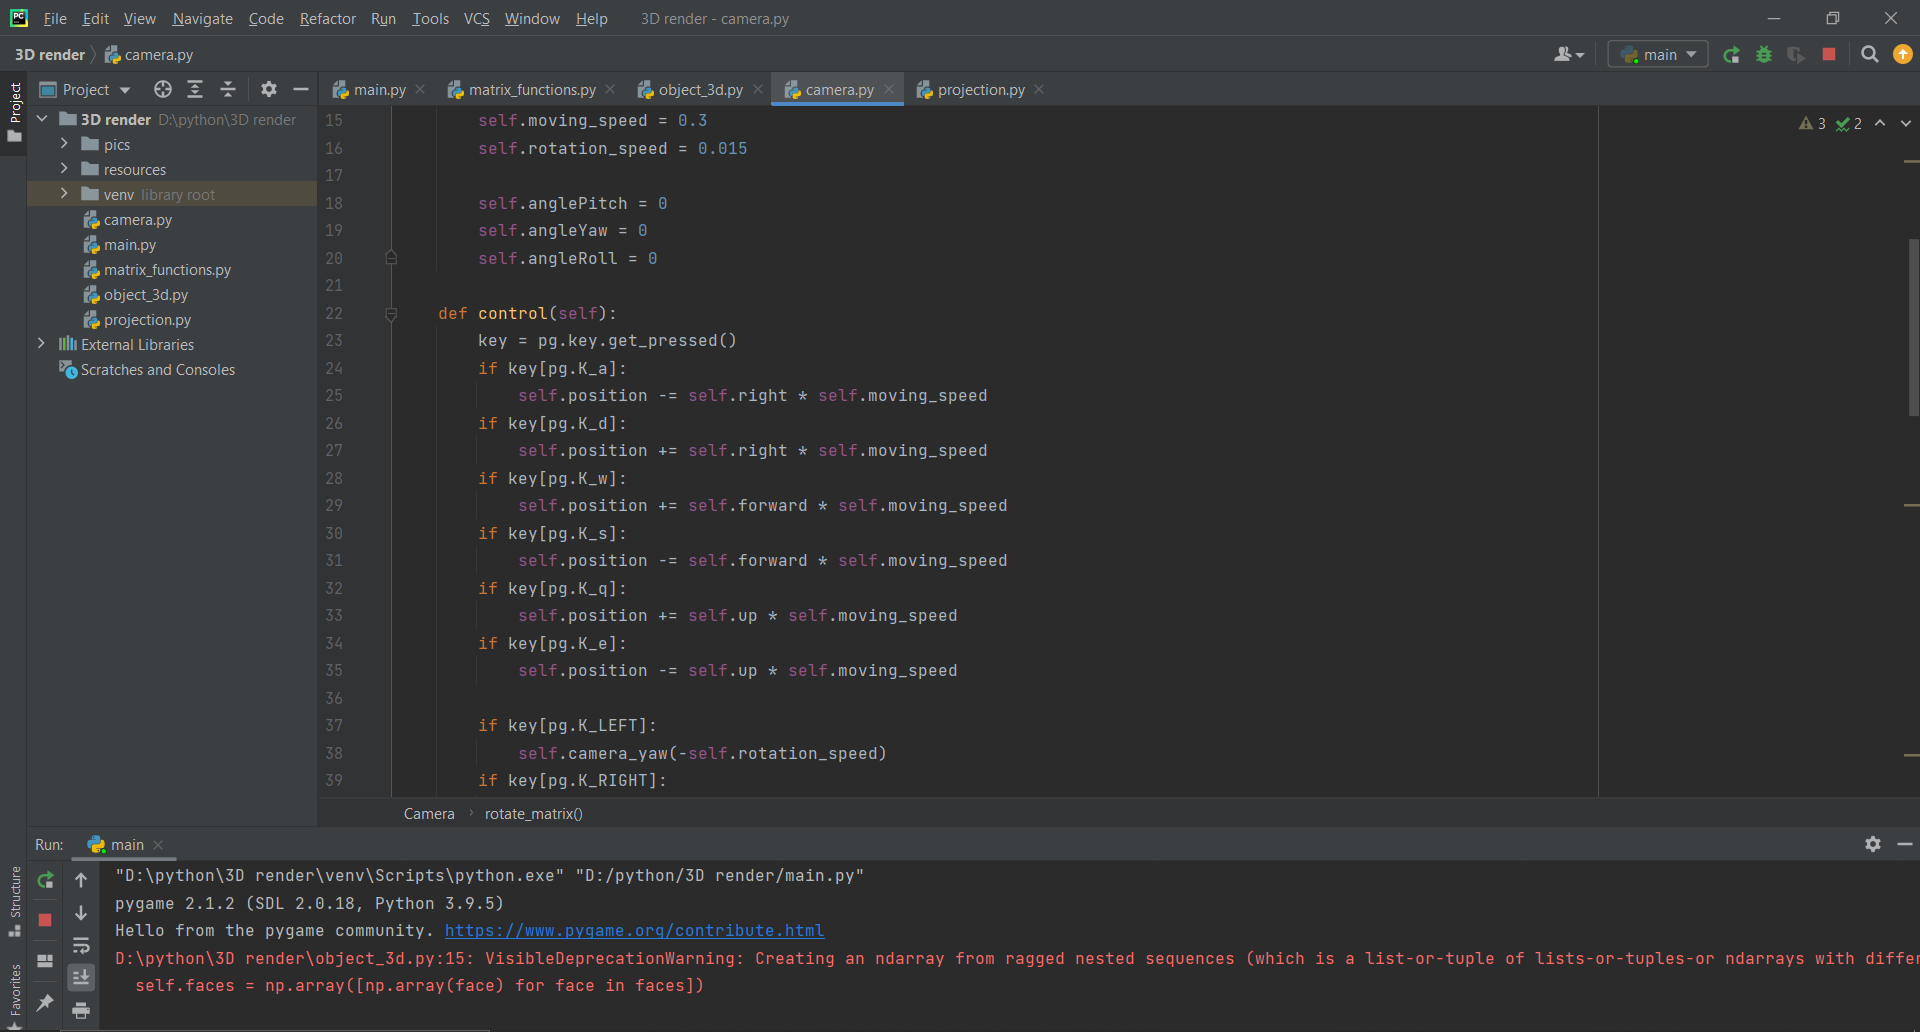 PC File Edit View Navigate Code Refactor Run Tools VCS Window Help 3D render - camera.py
3D render camera.py main
Project main.py matrix_functions.py object_3d.py camera.py projection.py
Project
3D render D:\python\3D render
pics
resources
venv library root
camera.py
main.py
matrix_functions.py
object_3d.py
projection.py
External Libraries
Scratches and Consoles
3 2
15 self.moving_speed = 0.3
16 self.rotation_speed = 0.015
17
18 self.anglePitch = 0
19 self.angleYaw = 0
20 self.angleRoll = 0
21
22 def control(self):
23 key = pg.key.get_pressed()
24 if key[pg.K_a]:
25 self.position -= self.right * self.moving_speed
26 if key[pg.K_d]:
27 self.position += self.right * self.moving_speed
28 if key[pg.K_w]:
29 self.position += self.forward * self.moving_speed
30 if key[pg.K_s]:
31 self.position -= self.forward * self.moving_speed
32 if key[pg.K_q]:
33 self.position += self.up * self.moving_speed
34 if key[pg.K_e]:
35 self.position -= self.up * self.moving_speed
36
37 if key[pg.K_LEFT]:
38 self.camera_yaw(-self.rotation_speed)
39 if key[pg.K_RIGHT]:
Camera rotate_matrix()
Run: main
Structure
Favorites
"D:\python\3D render\venv\Scripts\python.exe" "D:/python/3D render/main.py"
pygame 2.1.2 (SDL 2.0.18, Python 3.9.5)
Hello from the pygame community. https://www.pygame.org/contribute.html
D:\python\3D render\object_3d.py:15: VisibleDeprecationWarning: Creating an ndarray from ragged nested sequences (which is a list-or-tuple of lists-or-tuples-or ndarrays with differ
self.faces = np.array([np.array(face) for face in faces])